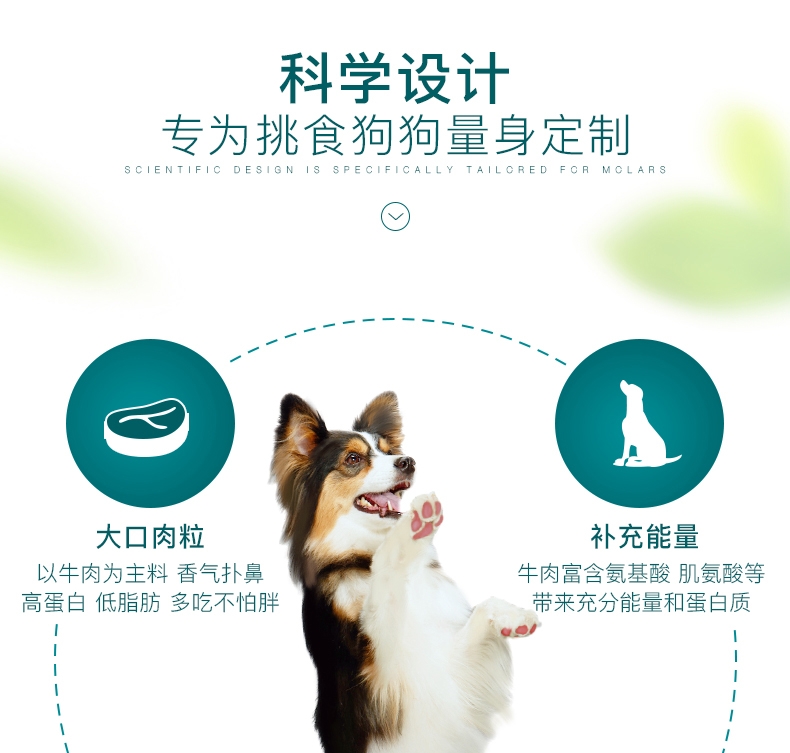 科学设计
专为挑食狗狗量身定制
SCIENTIFIC DESIGN IS SPECIFICALLY TAILORED FOR MOLARS
大口肉粒
以牛肉为主料 香气扑鼻
高蛋白 低脂肪 多吃不怕胖
补充能量
牛肉富含氨基酸 肌氨酸等
带来充分能量和蛋白质